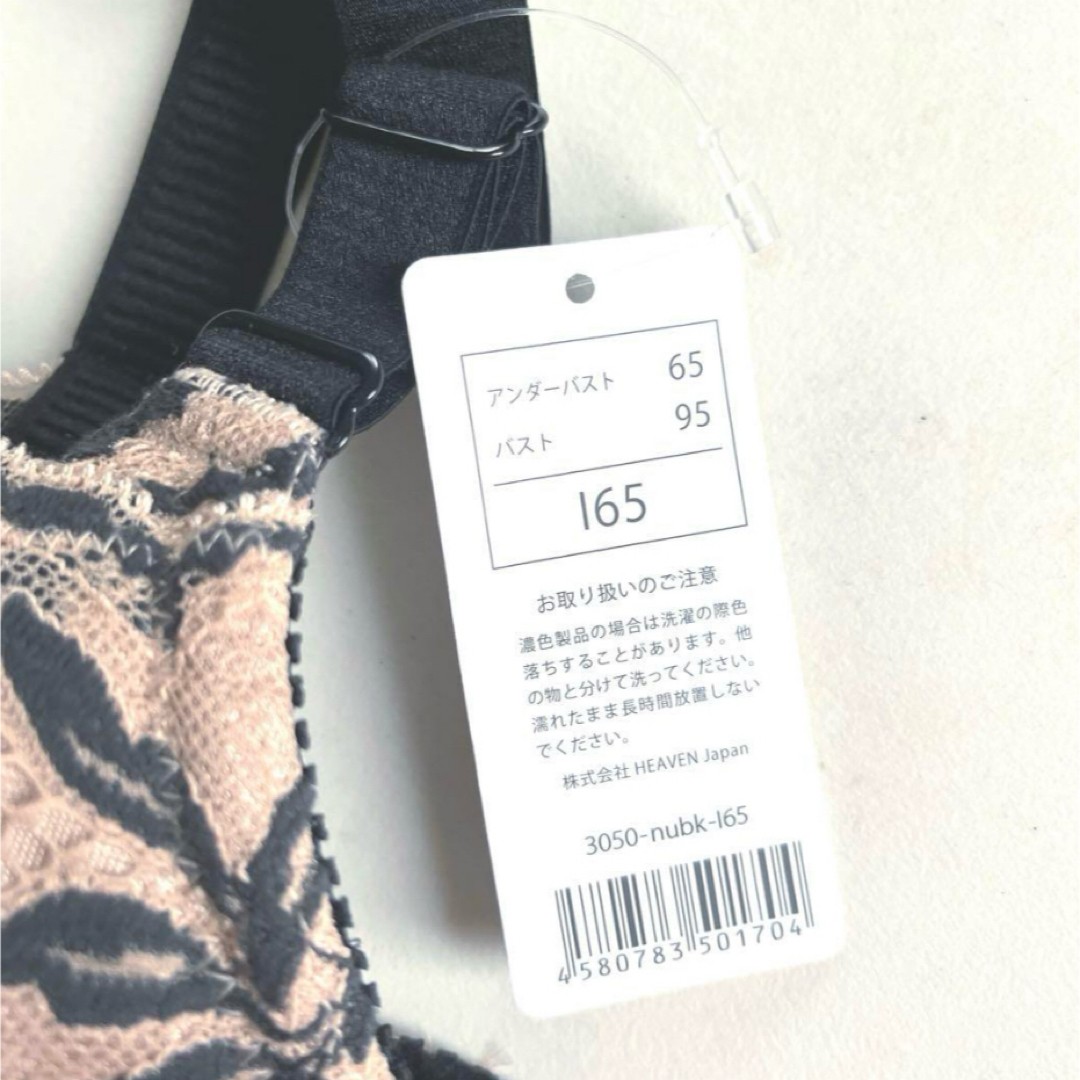 アンダーバスト 65
バスト 95
I65
お取り扱いのご注意
濃色製品の場合は洗濯の際色
落ちすることがあります。他
の物と分けて洗ってください。
濡れたまま長時間放置しない
でください。
株式会社 HEAVEN Japan
3050-nubk-I65
4580783501704